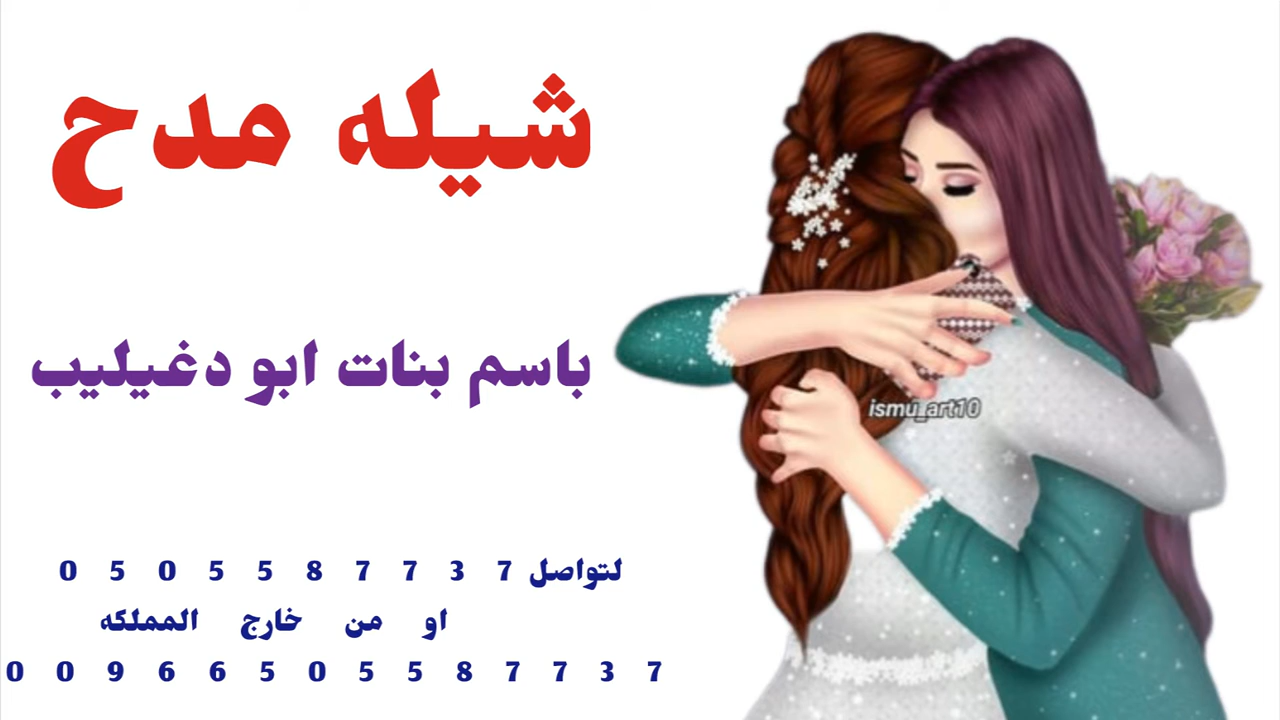 شيله مدح
باسم بنات ابو دغيليب
لتواصل 0505587737
او من خارج المملكه
00966505587737
ismu_art10